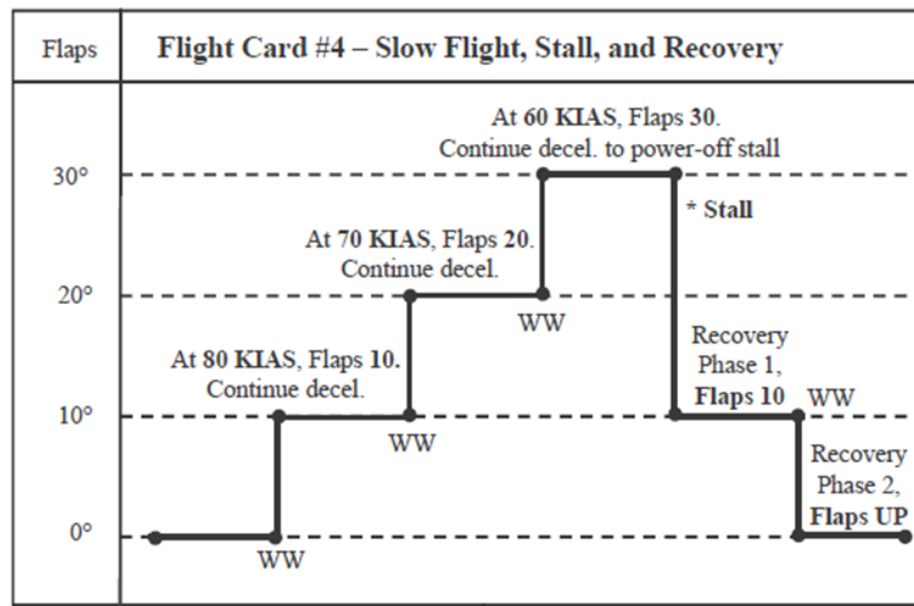 Flaps
Flight Card #4 – Slow Flight, Stall, and Recovery
At 60 KIAS, Flaps 30.
Continue decel. to power-off stall
30°
* Stall
At 70 KIAS, Flaps 20.
Continue decel.
20°
WW
Recovery
Phase 1,
Flaps 10
At 80 KIAS, Flaps 10.
Continue decel.
10°
WW
WW
Recovery
Phase 2,
Flaps UP
0°
WW